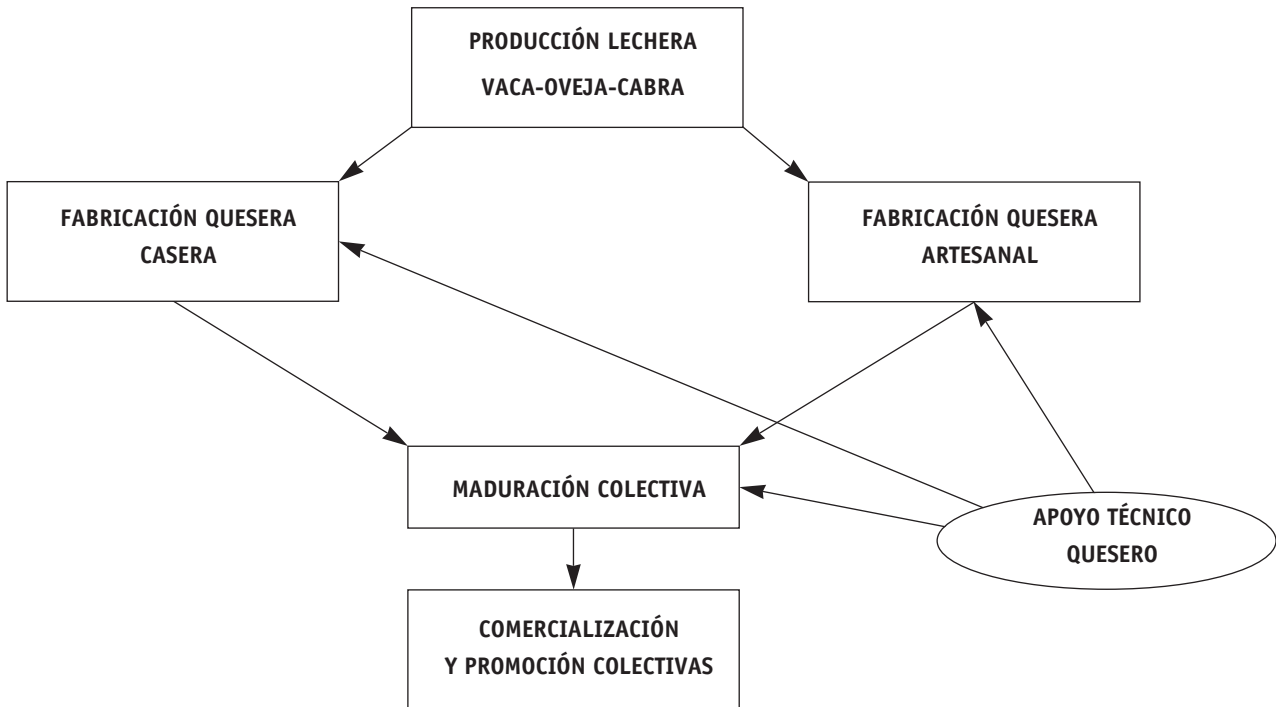 PRODUCCIÓN LECHERA
VACA-OVEJA-CABRA
FABRICACIÓN QUESERA
CASERA
FABRICACIÓN QUESERA
ARTESANAL
MADURACIÓN COLECTIVA
APOYO TÉCNICO
QUESERO
COMERCIALIZACIÓN
Y PROMOCIÓN COLECTIVAS